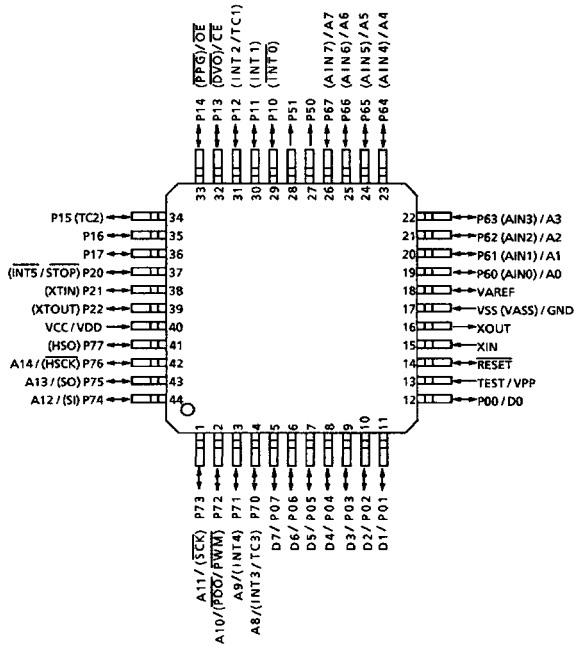 P14 (PPG)/OE
P13 (DVO)/CE
P12 (INT2/TC1)
P11 (INT1)
P10 (INT0)
P51
P50
P67 (AIN7)/A7
P66 (AIN6)/A6
P65 (AIN5)/A5
P64 (AIN4)/A4
33
32
31
30
29
28
27
26
25
24
23
P15 (TC2) 34
P16 35
P17 36
(INT5/STOP) P20 37
(XTIN) P21 38
(XTOUT) P22 39
VCC/VDD 40
(HSO) P77 41
A14/(HSCK) P76 42
A13/(SO) P75 43
A12/(SI) P74 44
22 P63 (AIN3)/A3
21 P62 (AIN2)/A2
20 P61 (AIN1)/A1
19 P60 (AIN0)/A0
18 VAREF
17 VSS (VASS)/GND
16 XOUT
15 XIN
14 RESET
13 TEST/VPP
12 P00/D0
1
2
3
4
5
6
7
8
9
10
11
A11/(SCK) P73
A10/(PDO/PWM) P72
A9/(INT4) P71
A8/(INT3/TC3) P70
D7/P07
D6/P06
D5/P05
D4/P04
D3/P03
D2/P02
D1/P01